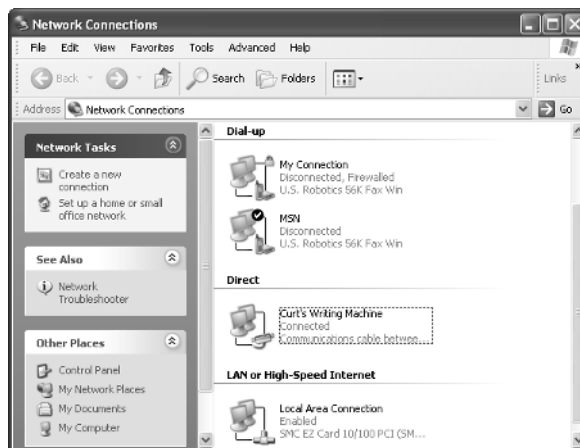 Network Connections
File Edit View Favorites Tools Advanced Help
Back Search Folders Links
Address Network Connections Go
Network Tasks
Create a new
connection
Set up a home or small
office network
See Also
Network
Troubleshooter
Other Places
Control Panel
My Network Places
My Documents
My Computer
Dial-up
My Connection
Disconnected, Firewalled
U.S. Robotics 56K Fax Win
MSN
Disconnected
U.S. Robotics 56K Fax Win
Direct
Curt's Writing Machine
Connected
Communications cable betwee...
LAN or High-Speed Internet
Local Area Connection
Enabled
SMC EZ Card 10/100 PCI (SM...